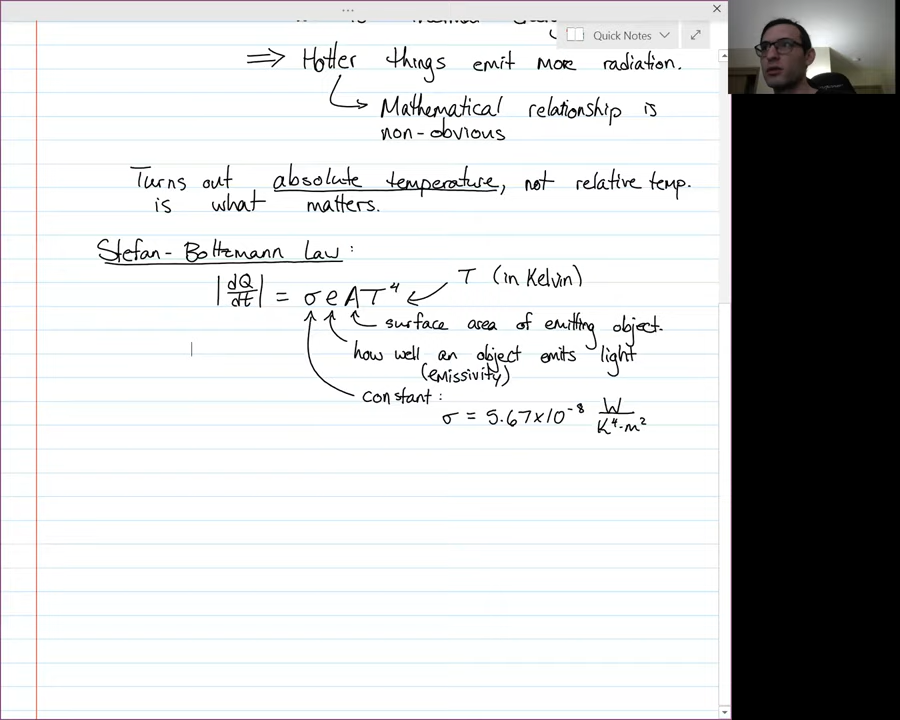 Quick Notes
⟹ Hotter things emit more radiation.
Mathematical relationship is
non-obvious
Turns out absolute temperature, not relative temp.
is what matters.
Stefan-Boltzmann Law:
|dQ/dt| = σeAT⁴
T (in Kelvin)
surface area of emitting object.
how well an object emits light
(emissivity)
constant:
σ = 5.67x10⁻⁸ W/K⁴·m²